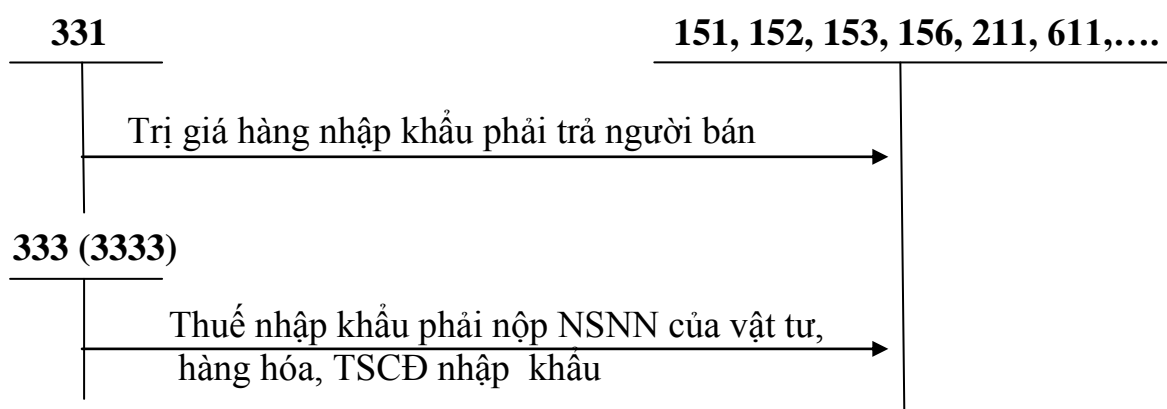 331
151, 152, 153, 156, 211, 611,....
Trị giá hàng nhập khẩu phải trả người bán
333 (3333)
Thuế nhập khẩu phải nộp NSNN của vật tư,
hàng hóa, TSCĐ nhập khẩu